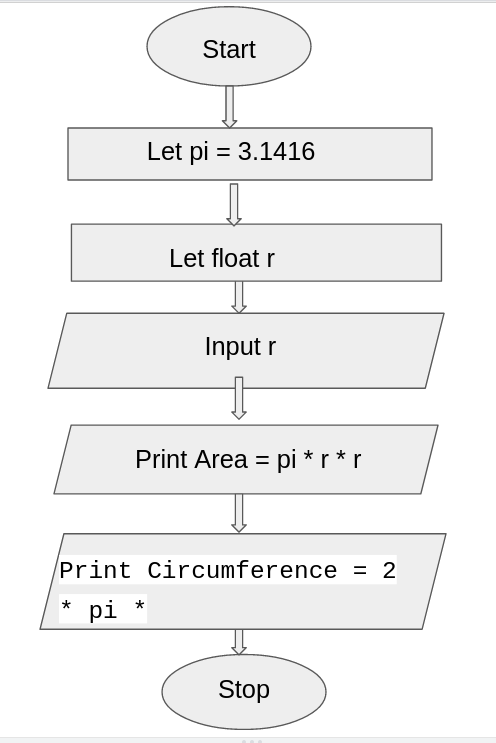 Start
Let pi = 3.1416
Let float r
Input r
Print Area = pi * r * r
Print Circumference = 2
* pi *
Stop